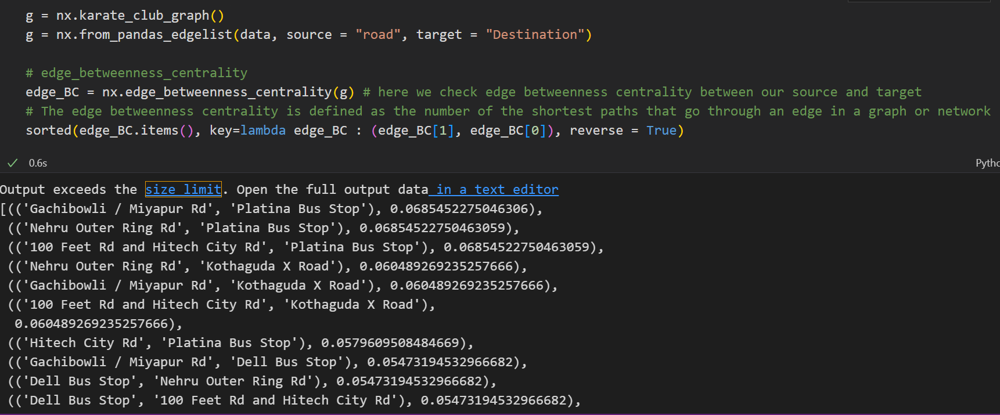 g = nx.karate_club_graph()
g = nx.from_pandas_edgelist(data, source = "road", target = "Destination")
# edge_betweenness_centrality
edge_BC = nx.edge_betweenness_centrality(g) # here we check edge betweenness centrality between our source and target
# The edge betweenness centrality is defined as the number of the shortest paths that go through an edge in a graph or network
sorted(edge_BC.items(), key=lambda edge_BC : (edge_BC[1], edge_BC[0]), reverse = True)
✓ 0.6s
Pytho
Output exceeds the size limit. Open the full output data in a text editor
[(('Gachibowli / Miyapur Rd', 'Platina Bus Stop'), 0.0685452275046306),
(('Nehru Outer Ring Rd', 'Platina Bus Stop'), 0.06854522750463059),
(('100 Feet Rd and Hitech City Rd', 'Platina Bus Stop'), 0.06854522750463059),
(('Nehru Outer Ring Rd', 'Kothaguda X Road'), 0.060489269235257666),
(('Gachibowli / Miyapur Rd', 'Kothaguda X Road'), 0.060489269235257666),
(('100 Feet Rd and Hitech City Rd', 'Kothaguda X Road'),
0.060489269235257666),
(('Hitech City Rd', 'Platina Bus Stop'), 0.0579609508484669),
(('Gachibowli / Miyapur Rd', 'Dell Bus Stop'), 0.05473194532966682),
(('Dell Bus Stop', 'Nehru Outer Ring Rd'), 0.05473194532966682),
(('Dell Bus Stop', '100 Feet Rd and Hitech City Rd'), 0.05473194532966682),